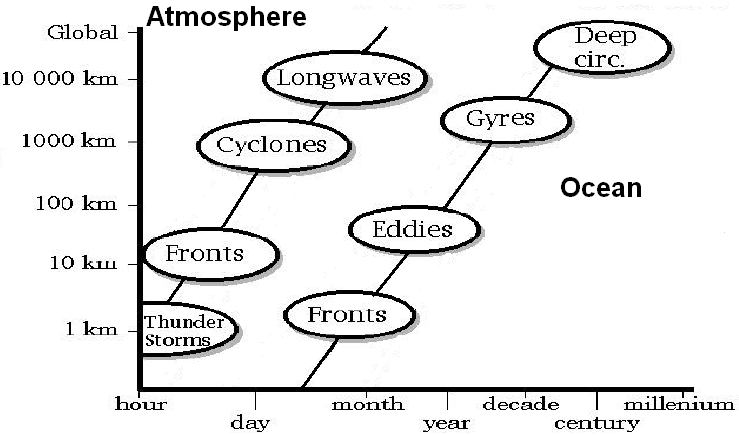 Atmosphere
Global
10 000 km
1000 km
100 km
10 km
1 km
Longwaves
Cyclones
Fronts
Thunder
Storms
Deep
circ.
Gyres
Ocean
Eddies
Fronts
hour
day
month
year
decade
century
millenium